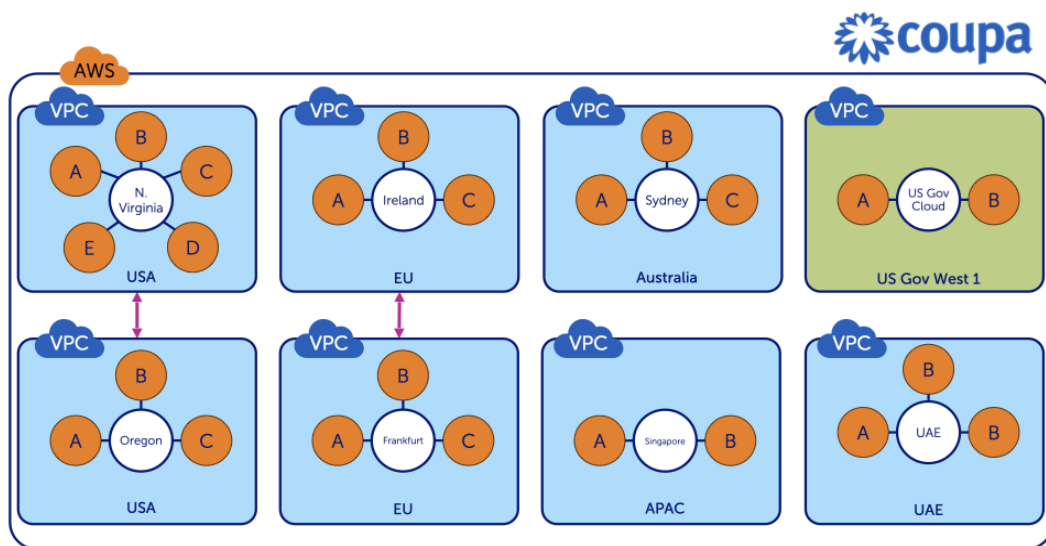 coupa
AWS
VPC
B
A
C
N.
Virginia
E
D
USA
VPC
B
A
Ireland
C
EU
VPC
B
A
Sydney
C
Australia
VPC
A
US Gov
Cloud
B
US Gov West 1
VPC
B
A
Oregon
C
USA
VPC
B
A
Frankfurt
C
EU
VPC
A
Singapore
B
APAC
VPC
B
A
UAE
B
UAE